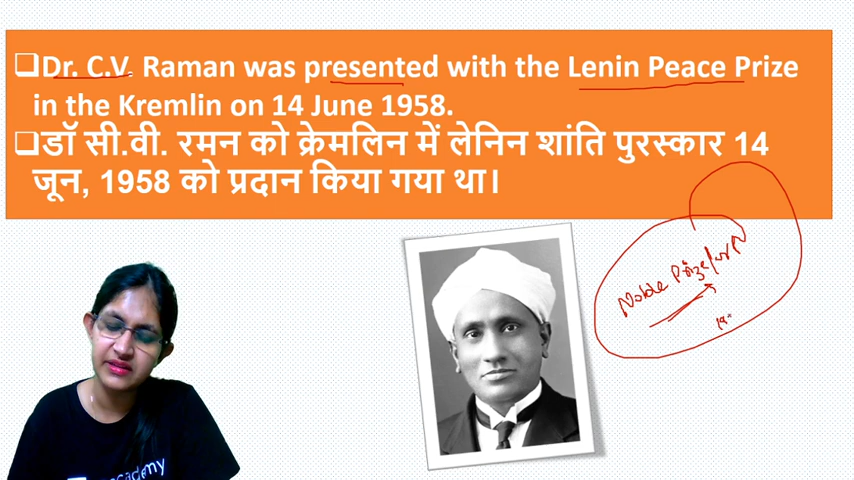 ❑Dr. C.V. Raman was presented with the Lenin Peace Prize
in the Kremlin on 14 June 1958.
❑डॉ सी.वी. रमन को क्रेमलिन में लेनिन शांति पुरस्कार 14
जून, 1958 को प्रदान किया गया था।
Noble Prize